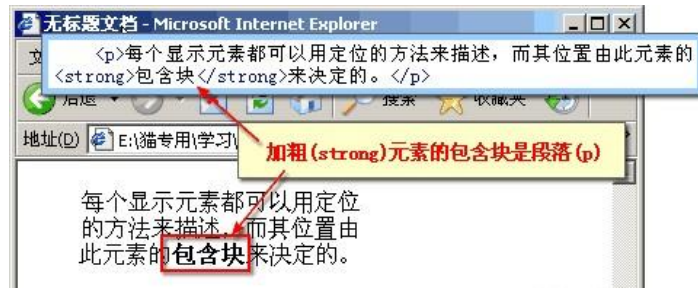 无标题文档 - Microsoft Internet Explorer
<p>每个显示元素都可以用定位的方法来描述，而其位置由此元素的
<strong>包含块</strong>来决定的。</p>
后退 搜索 收藏夹
地址(D) E:\猫专用\学习\
加粗(strong)元素的包含块是段落(p)
每个显示元素都可以用定位
的方法来描述，而其位置由
此元素的包含块来决定的。